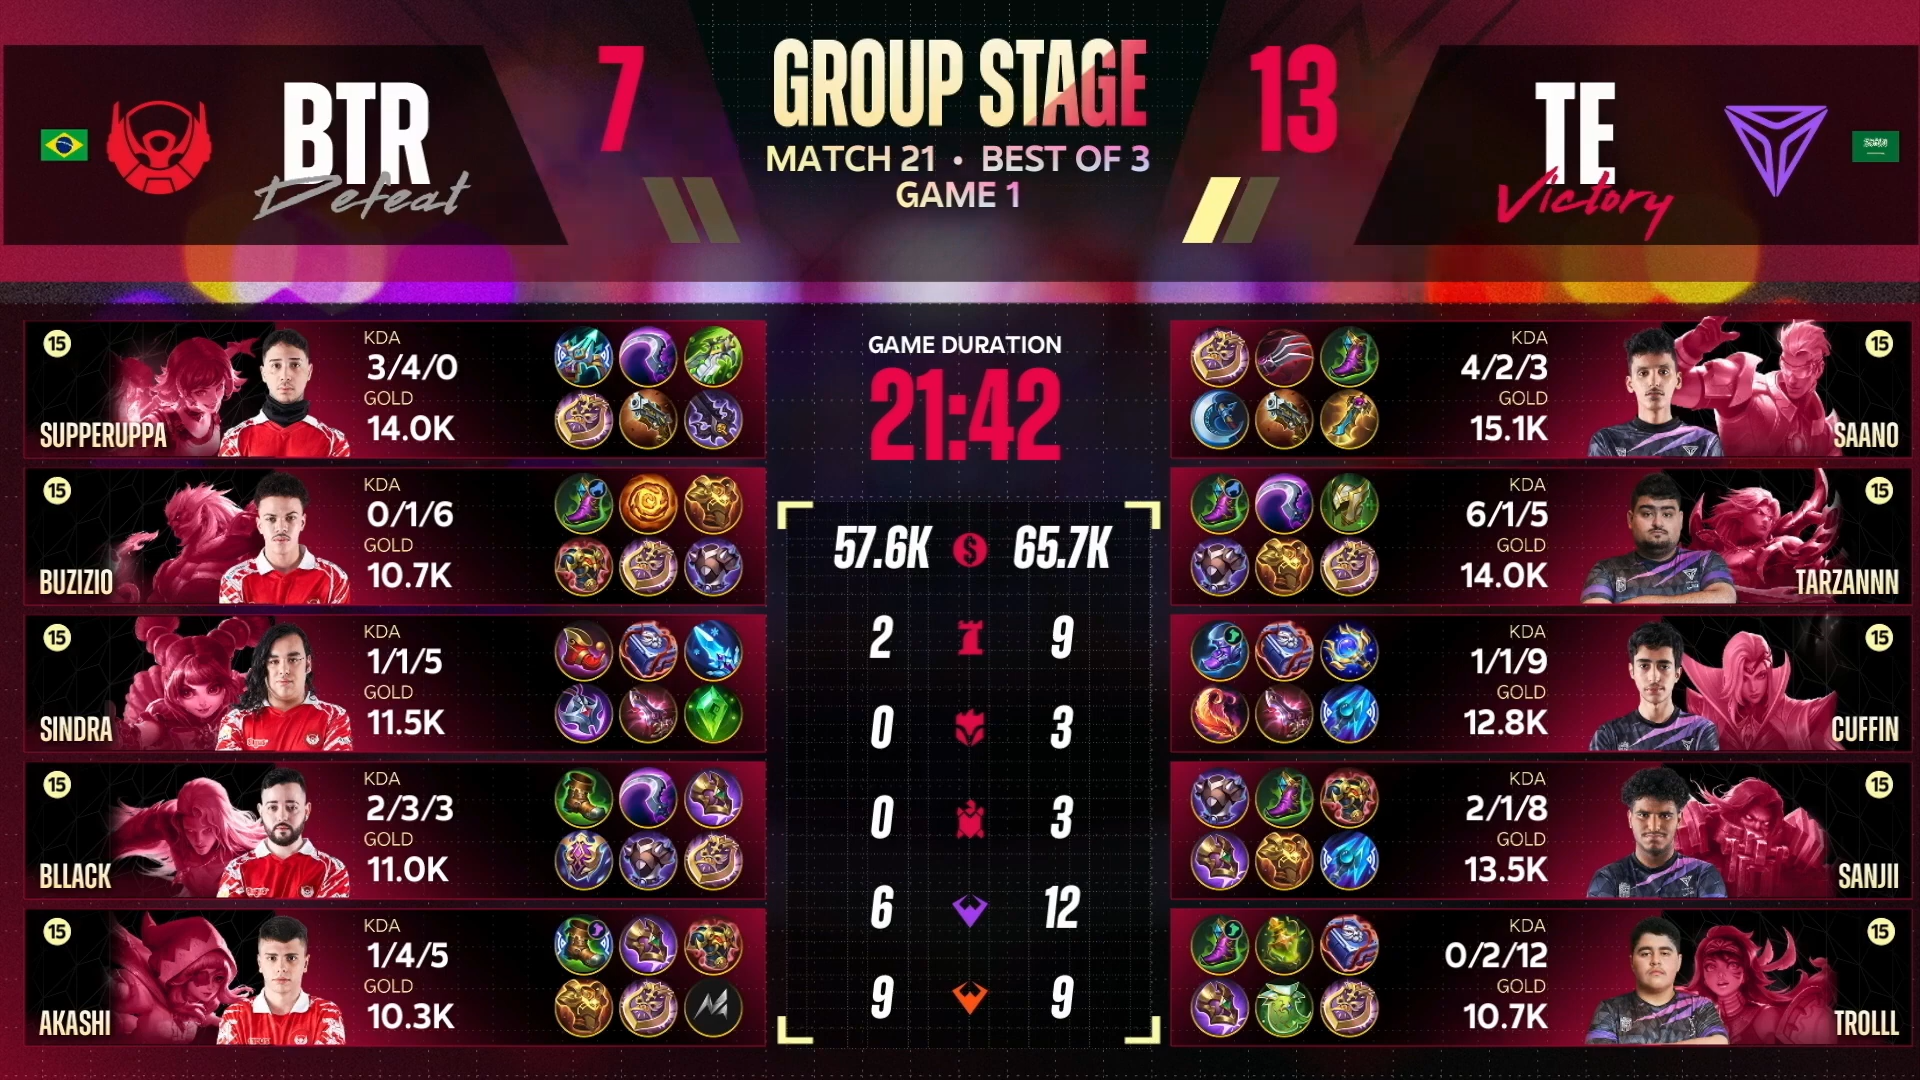 BTR
Defeat
7
GROUP STAGE
MATCH 21 • BEST OF 3
GAME 1
13
TE
Victory
15
SUPPERUPPA
KDA
3/4/0
GOLD
14.0K
15
BUZIZIO
KDA
0/1/6
GOLD
10.7K
15
SINDRA
KDA
1/1/5
GOLD
11.5K
15
BLLACK
KDA
2/3/3
GOLD
11.0K
15
AKASHI
KDA
1/4/5
GOLD
10.3K
GAME DURATION
21:42
57.6K 65.7K
2 9
0 3
0 3
6 12
9 9
KDA
4/2/3
GOLD
15.1K
15
SAANO
KDA
6/1/5
GOLD
14.0K
15
TARZANNN
KDA
1/1/9
GOLD
12.8K
15
CUFFIN
KDA
2/1/8
GOLD
13.5K
15
SANJII
KDA
0/2/12
GOLD
10.7K
15
TROLLL